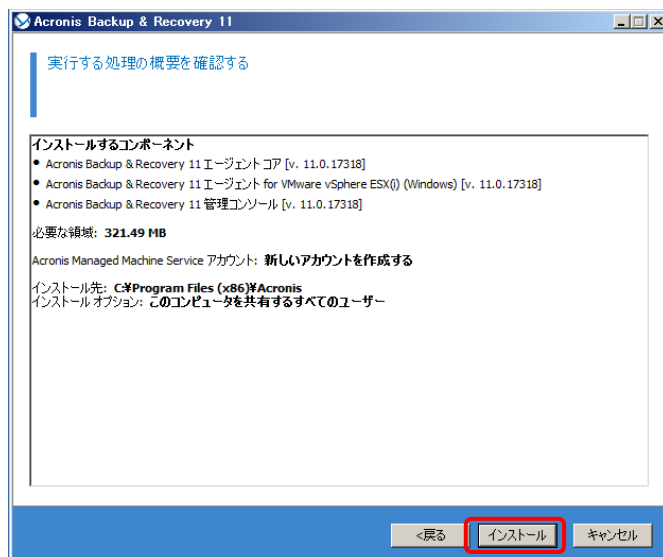 Acronis Backup & Recovery 11
実行する処理の概要を確認する
インストールするコンポーネント
● Acronis Backup & Recovery 11 エージェント コア [v. 11.0.17318]
● Acronis Backup & Recovery 11 エージェント for VMware vSphere ESX(i) (Windows) [v. 11.0.17318]
● Acronis Backup & Recovery 11 管理コンソール [v. 11.0.17318]
必要な領域: 321.49 MB
Acronis Managed Machine Service アカウント: 新しいアカウントを作成する
インストール先: C:¥Program Files (x86)¥Acronis
インストール オプション: このコンピュータを共有するすべてのユーザー
<戻る インストール キャンセル